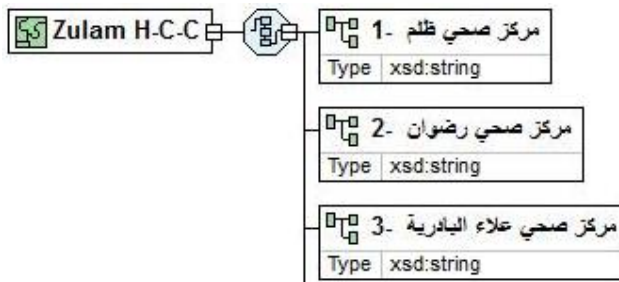 Zulam H-C-C
1- مركز صحي ظلم
Type xsd:string
2- مركز صحي رضوان
Type xsd:string
3- مركز صحي علاء البادرية
Type xsd:string